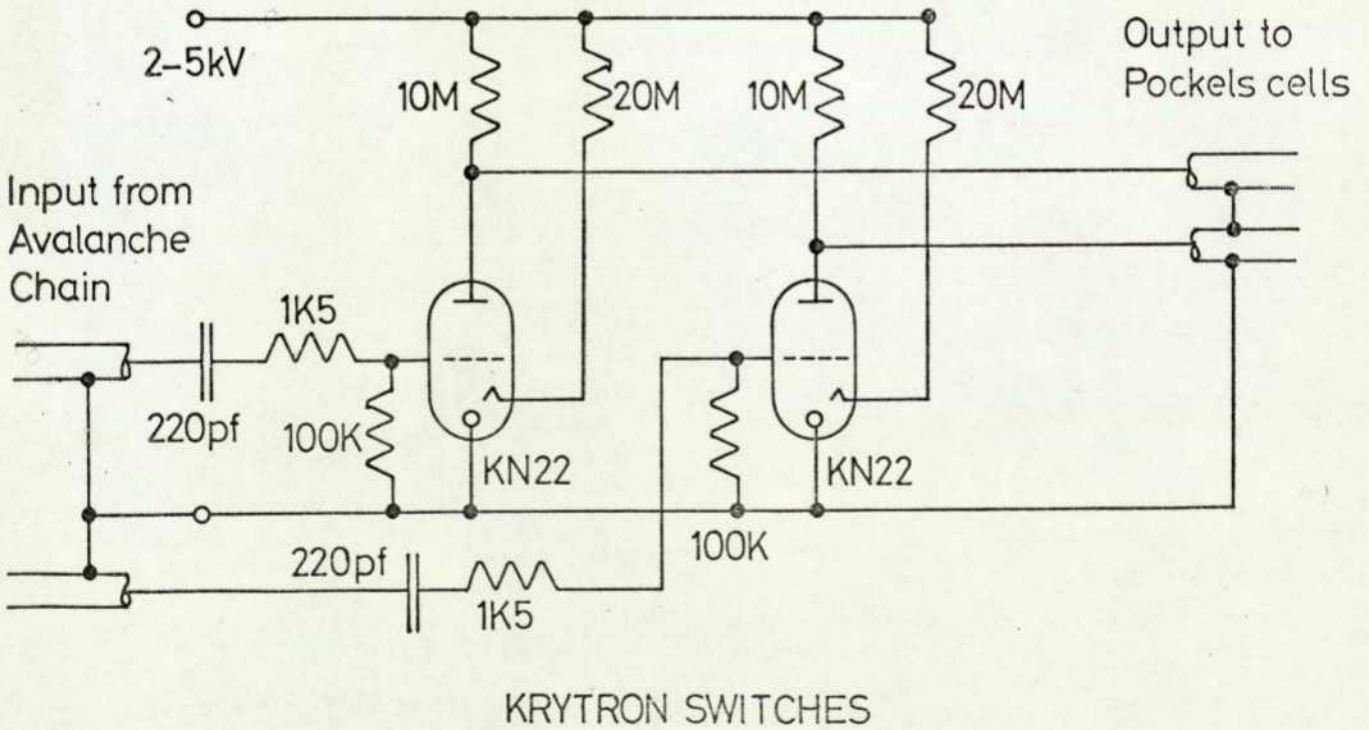 2-5kV
10M
20M
10M
20M
Output to
Pockels cells
Input from
Avalanche
Chain
1K5
220pf
100K
KN22
KN22
100K
220pf
1K5
KRYTRON SWITCHES